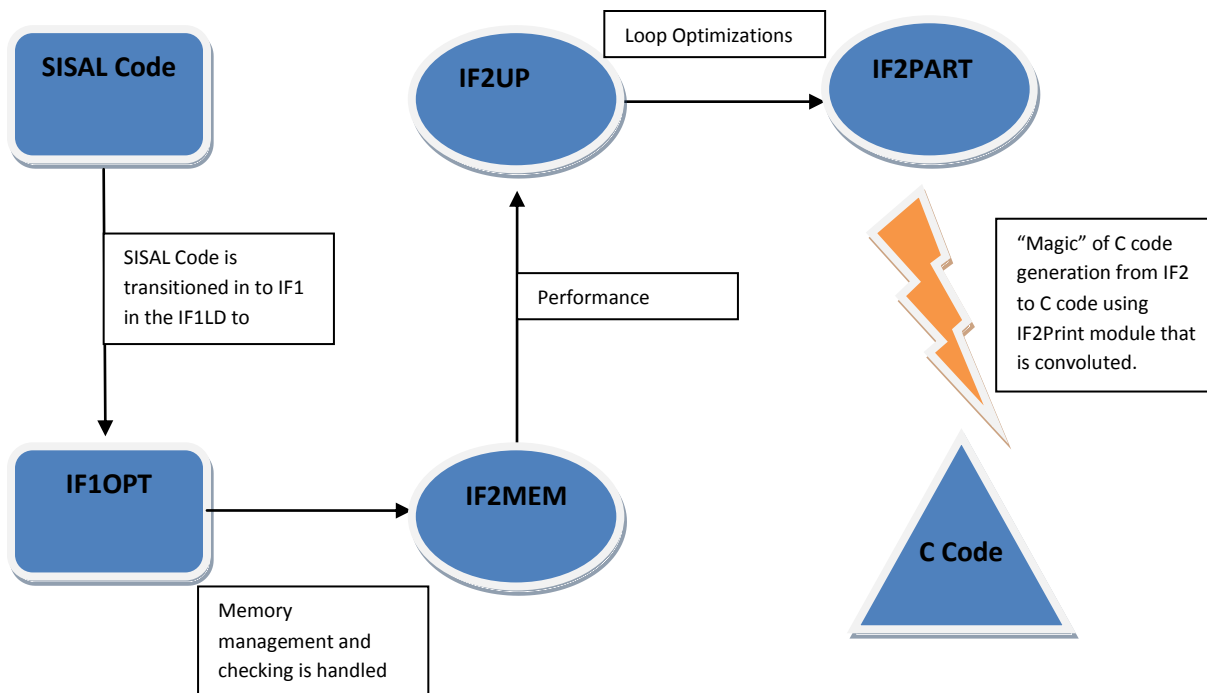 SISAL Code
SISAL Code is
transitioned in to IF1
in the IF1LD to
IF1OPT
Memory
management and
checking is handled
IF2MEM
Performance
IF2UP
Loop Optimizations
IF2PART
“Magic” of C code
generation from IF2
to C code using
IF2Print module that
is convoluted.
C Code